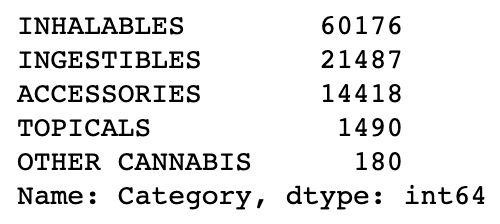 INHALABLES 60176
INGESTIBLES 21487
ACCESSORIES 14418
TOPICALS 1490
OTHER CANNABIS 180
Name: Category, dtype: int64